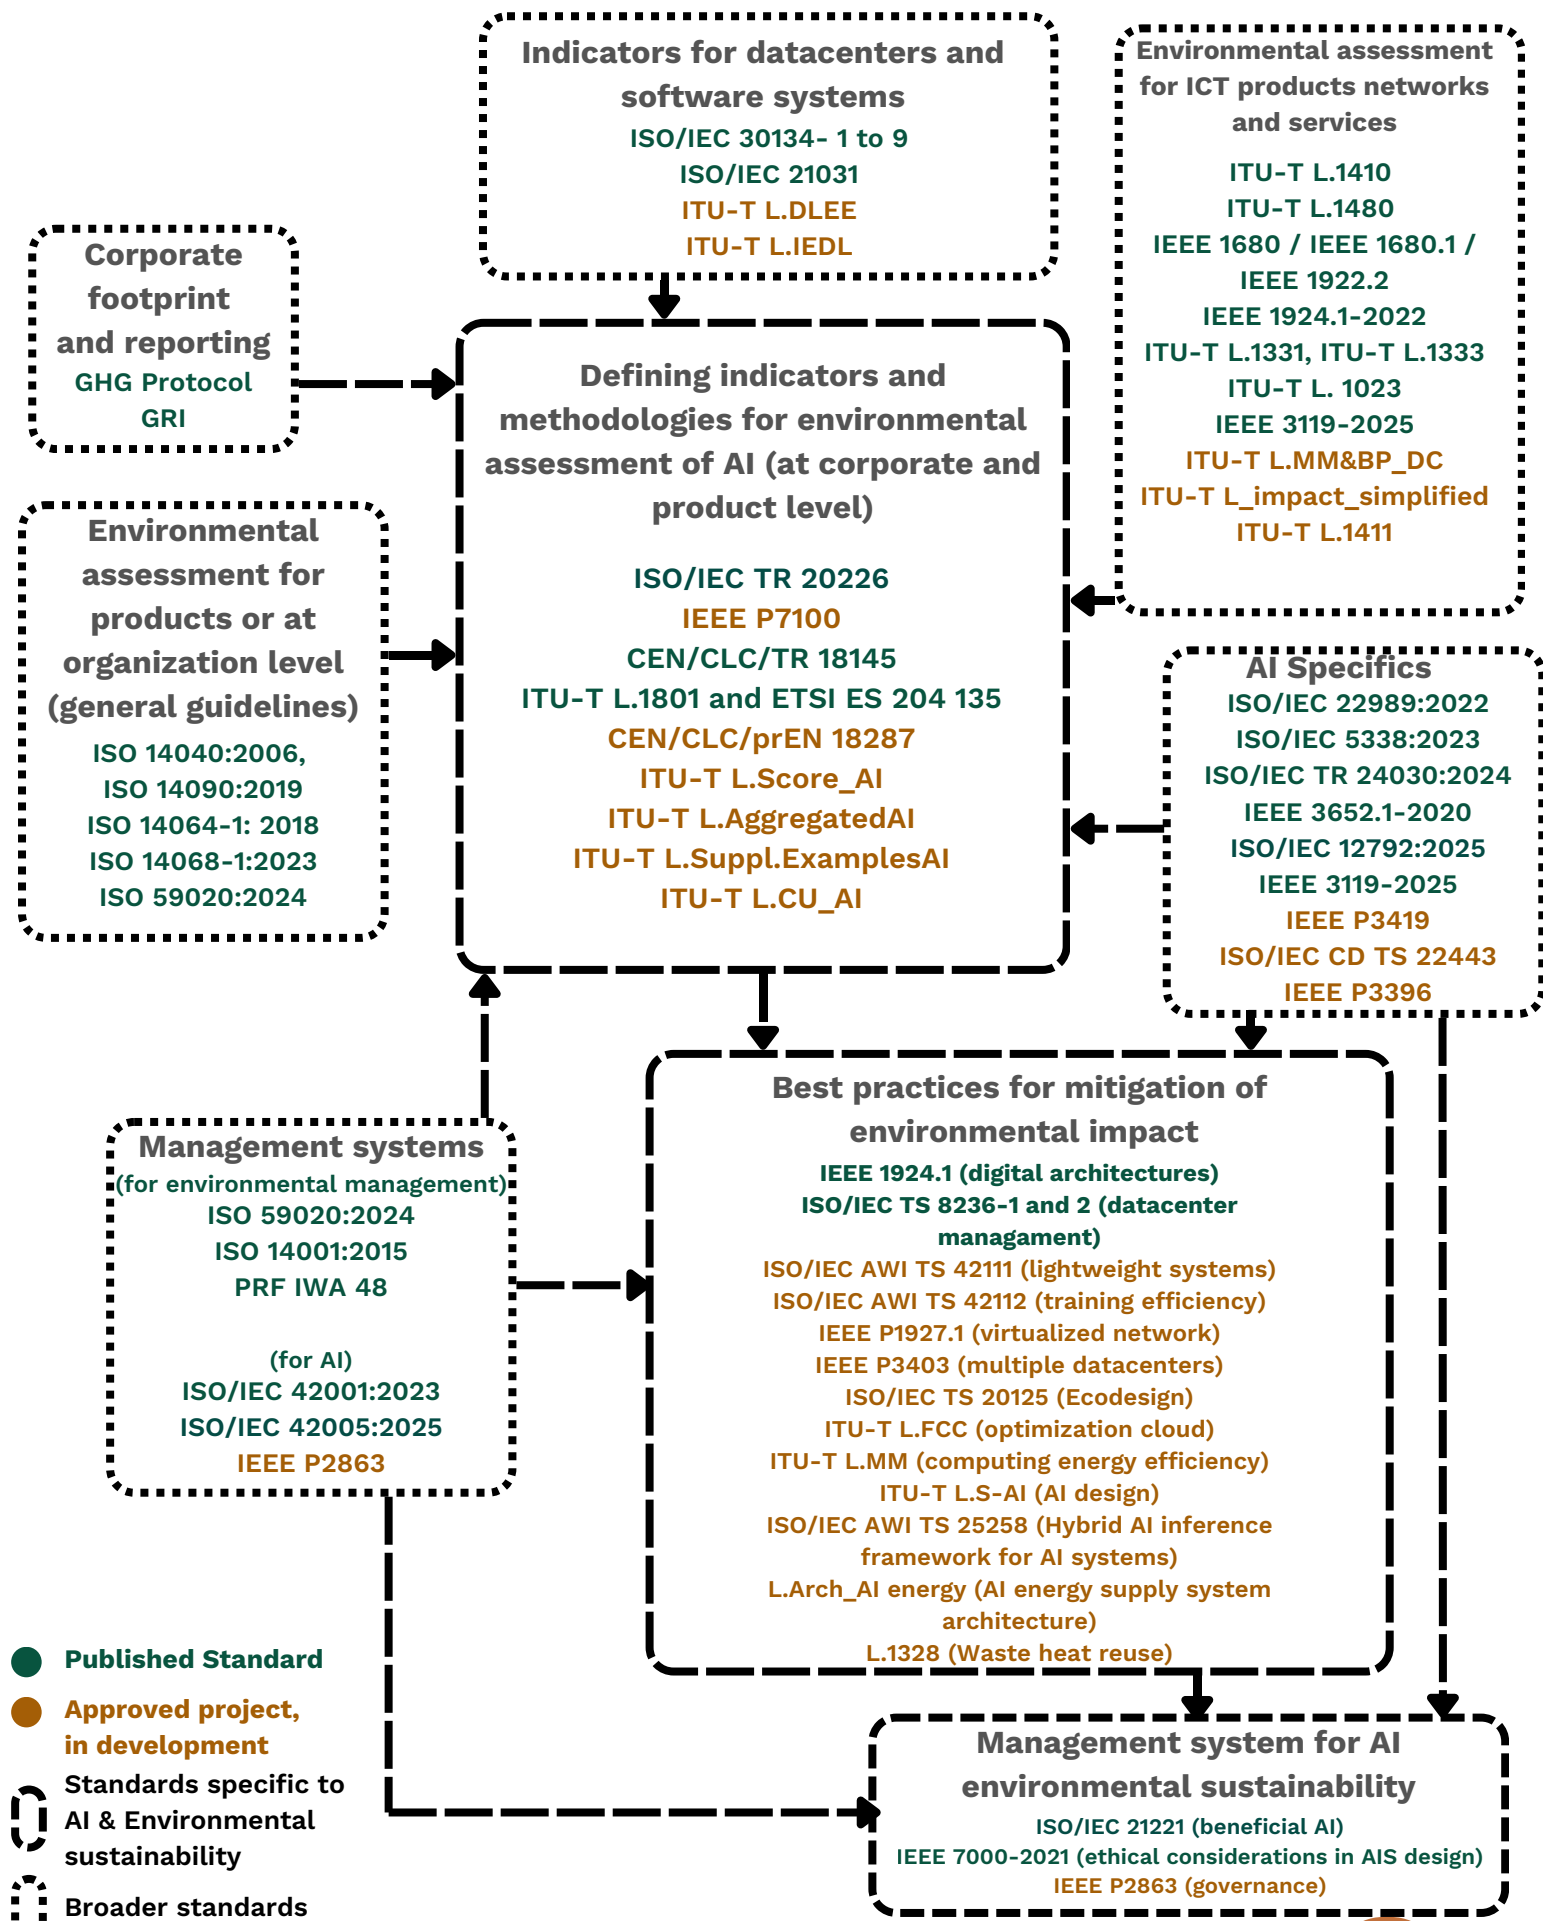 Indicators for datacenters and
software systems
ISO/IEC 30134- 1 to 9
ISO/IEC 21031
ITU-T L.DLEE
ITU-T L.IEDL
Environmental assessment
for ICT products networks
and services
ITU-T L.1410
ITU-T L.1480
IEEE 1680 / IEEE 1680.1 /
IEEE 1922.2
IEEE 1924.1-2022
ITU-T L.1331, ITU-T L.1333
ITU-T L. 1023
IEEE 3119-2025
ITU-T L.MM&BP_DC
ITU-T L_impact_simplified
ITU-T L.1411
Corporate
footprint
and reporting
GHG Protocol
GRI
Defining indicators and
methodologies for environmental
assessment of AI (at corporate and
product level)
ISO/IEC TR 20226
IEEE P7100
CEN/CLC/TR 18145
ITU-T L.1801 and ETSI ES 204 135
CEN/CLC/prEN 18287
ITU-T L.Score_AI
ITU-T L.AggregatedAI
ITU-T L.Suppl.ExamplesAI
ITU-T L.CU_AI
Environmental
assessment for
products or at
organization level
(general guidelines)
ISO 14040:2006,
ISO 14090:2019
ISO 14064-1: 2018
ISO 14068-1:2023
ISO 59020:2024
AI Specifics
ISO/IEC 22989:2022
ISO/IEC 5338:2023
ISO/IEC TR 24030:2024
IEEE 3652.1-2020
ISO/IEC 12792:2025
IEEE 3119-2025
IEEE P3419
ISO/IEC CD TS 22443
IEEE P3396
Management systems
(for environmental management)
ISO 59020:2024
ISO 14001:2015
PRF IWA 48
(for AI)
ISO/IEC 42001:2023
ISO/IEC 42005:2025
IEEE P2863
Best practices for mitigation of
environmental impact
IEEE 1924.1 (digital architectures)
ISO/IEC TS 8236-1 and 2 (datacenter
managament)
ISO/IEC AWI TS 42111 (lightweight systems)
ISO/IEC AWI TS 42112 (training efficiency)
IEEE P1927.1 (virtualized network)
IEEE P3403 (multiple datacenters)
ISO/IEC TS 20125 (Ecodesign)
ITU-T L.FCC (optimization cloud)
ITU-T L.MM (computing energy efficiency)
ITU-T L.S-AI (AI design)
ISO/IEC AWI TS 25258 (Hybrid AI inference
framework for AI systems)
L.Arch_AI energy (AI energy supply system
architecture)
L.1328 (Waste heat reuse)
Management system for AI
environmental sustainability
ISO/IEC 21221 (beneficial AI)
IEEE 7000-2021 (ethical considerations in AIS design)
IEEE P2863 (governance)
Published Standard
Approved project,
in development
Standards specific to
AI & Environmental
sustainability
Broader standards